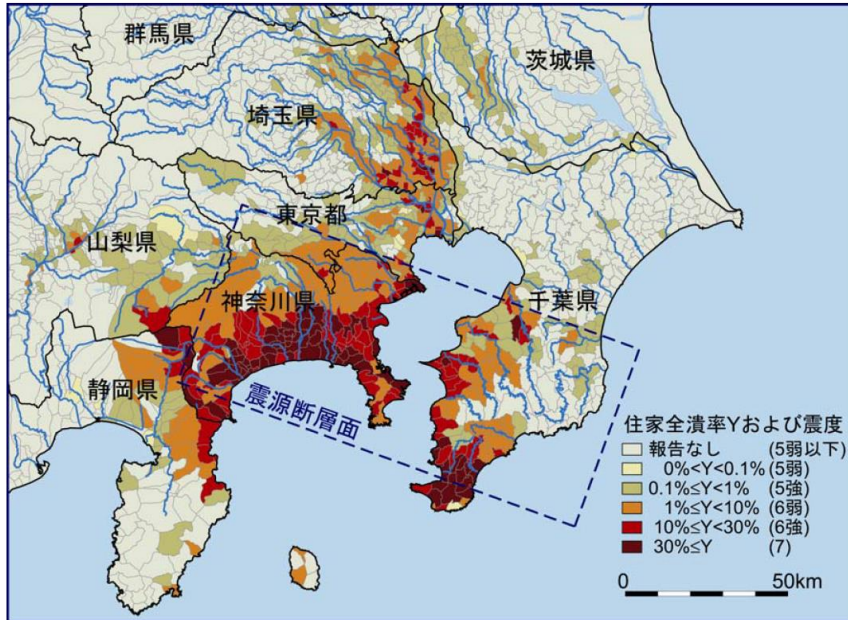 群馬県
茨城県
埼玉県
東京都
山梨県
神奈川県
千葉県
静岡県
震源断層面
住家全潰率Yおよび震度
報告なし (5弱以下)
0%<Y<0.1% (5弱)
0.1%≤Y<1% (5強)
1%≤Y<10% (6弱)
10%≤Y<30% (6強)
30%≤Y (7)
0 50km